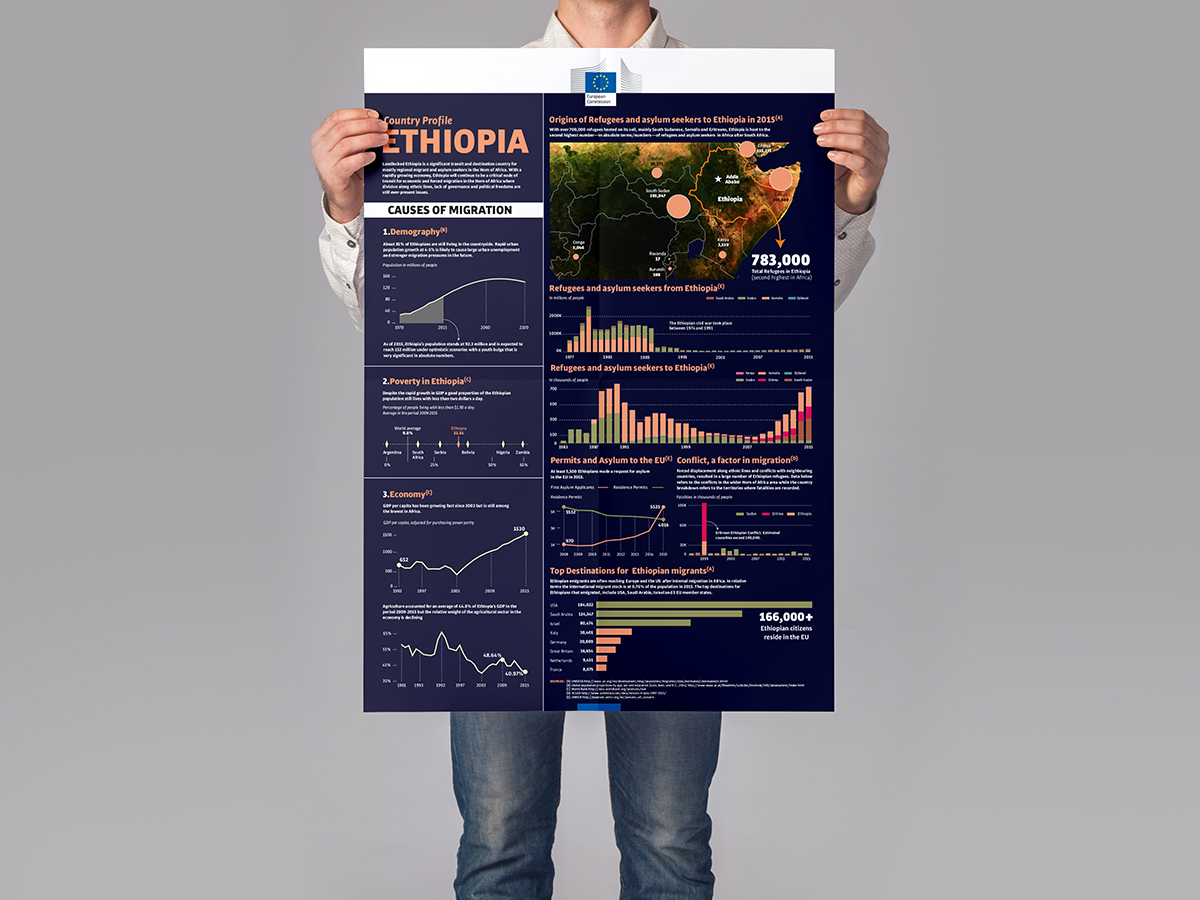 European
Commission
Country Profile
ETHIOPIA
Landlocked Ethiopia is a significant transit and destination country for
mostly regional migrant and asylum seekers in the Horn of Africa. With a
rapidly growing economy, Ethiopia will continue to be a critical node of
transit for economic and forced migration in the Horn of Africa where
division along ethnic lines, lack of governance and political freedoms are
still ever-present issues.
CAUSES OF MIGRATION
1.Demography(B)
About 81% of Ethiopians are still living in the countryside. Rapid urban
population growth at 4-5% is likely to cause large urban unemployment
and stronger migration pressures in the future.
Population in millions of people
160
120
80
40
0
1970 2015 2060 2100
As of 2015, Ethiopia's population stands at 92.3 million and is expected to
reach 152 million under optimistic scenarios with a youth bulge that is
very significant in absolute numbers.
2.Poverty in Ethiopia(C)
Despite the rapid growth in GDP a good proportion of the Ethiopian
population still lives with less than two dollars a day.
Percentage of people living with less than $1.90 a day
Average in the period 2009-2015
World average
Ethiopia
33.54
Argentina South Africa Serbia Bolivia Nigeria Zambia
0% 25% 50% 65%
3.Economy(C)
GDP per capita has been growing fast since 2003 but is still among
the lowest in Africa.
GDP per capita, adjusted for purchasing power parity
1530
1500
1000
652
500
0
1991 1997 2003 2009 2015
Agriculture accounted for an average of 44.8% of Ethiopia's GDP in the
period 2009-2015 but the relative weight of the agricultural sector in the
economy is declining
65%
55%
48.64%
45%
40.97%
35%
1981 1993 1992 1997 2003 2009 2015
Origins of Refugees and asylum seekers to Ethiopia in 2015(A)
With over 700,000 refugees hosted on its soil, mainly South Sudanese, Somalis and Eritreans, Ethiopia is host to the
second highest number—in absolute terms/numbers—of refugees and asylum seekers in Africa after South Africa.
South Sudan
281,947
Addis
Ababa
Ethiopia
Congo
Kenya
Rwanda
17
Burundi
783,000
Total Refugees in Ethiopia
(second highest in Africa)
Refugees and asylum seekers from Ethiopia(E)
In millions of people
Saudi Arabia Sudan Somalia Djibouti
2000K
1000K
0K
The Ethiopian civil war took place
between 1974 and 1991
1977 1983 1989 1995 2001 2007 2015
Refugees and asylum seekers to Ethiopia(E)
In thousands of people
Kenya Somalia Djibouti
Sudan Eritrea South Sudan
700
500
300
100
0
1983 1987 1991 1999 2007 2015
Permits and Asylum to the EU(E)
At least 5,500 Ethiopians made a request for asylum
in the EU in 2015.
First Asylum Applicants Residence Permits
Residence Permits
5K
3K
1K
5532
970
5525
4056
2008 2009 2010 2011 2012 2013 2014 2015
Conflict, a factor in migration(D)
Forced displacement along ethnic lines and conflicts with neighbouring
countries, resulted in a large number of Ethiopian refugees. Data below
refers to the conflicts in the wider Horn of Africa area while the country
breakdown refers to the territories where fatalities are recorded.
Fatalities in thousands of people
Sudan Eritrea Ethiopia
100K
60K
20K
0K
Eritrean Ethiopian Conflict. Estimated
casualties exceed 100,000.
1999 2003 2008 2015
Top Destinations for Ethiopian migrants(A)
Ethiopian emigrants are often reaching Europe and the US after internal migration in Africa. In relative
terms the international migrant stock is at 0.76% of the population in 2015. The top destinations for
Ethiopians that emigrated, include USA, Saudi Arabia, Israel and 5 EU member states.
USA 184,022
Saudi Arabia 124,347
Israel 80,474
Italy 30,401
Germany 20,809
Great Britain 16,654
Netherlands 9,451
France 8,675
166,000+
Ethiopian citizens
reside in the EU
SOURCES: